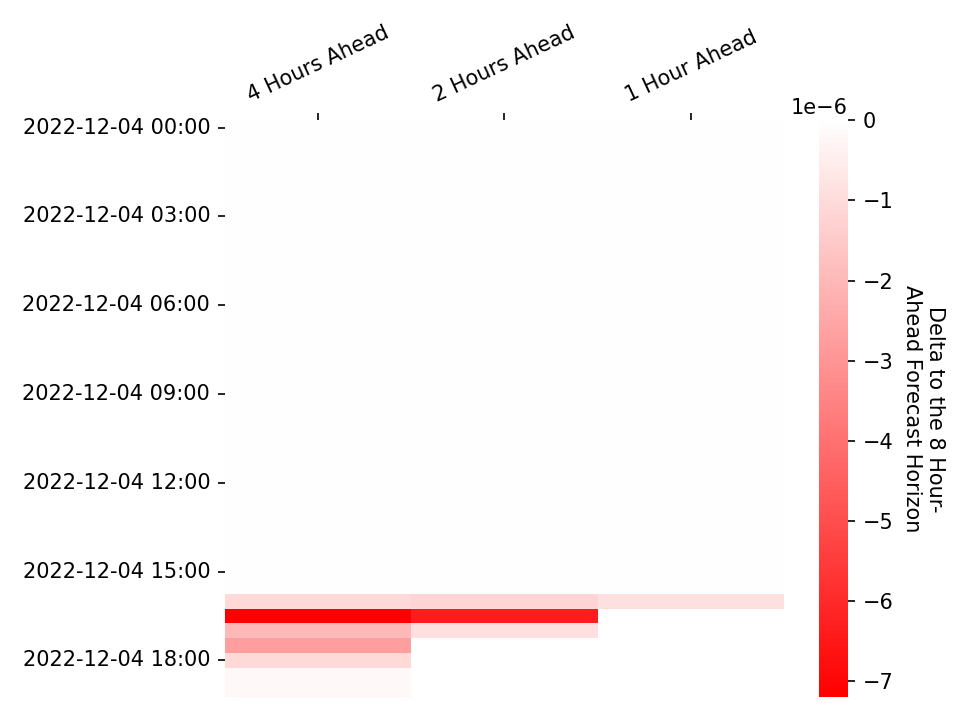 4 Hours Ahead
2 Hours Ahead
1 Hour Ahead
2022-12-04 00:00
2022-12-04 03:00
2022-12-04 06:00
2022-12-04 09:00
2022-12-04 12:00
2022-12-04 15:00
2022-12-04 18:00
1e−6
0
−1
−2
−3
−4
−5
−6
−7
Delta to the 8 Hour-
Ahead Forecast Horizon